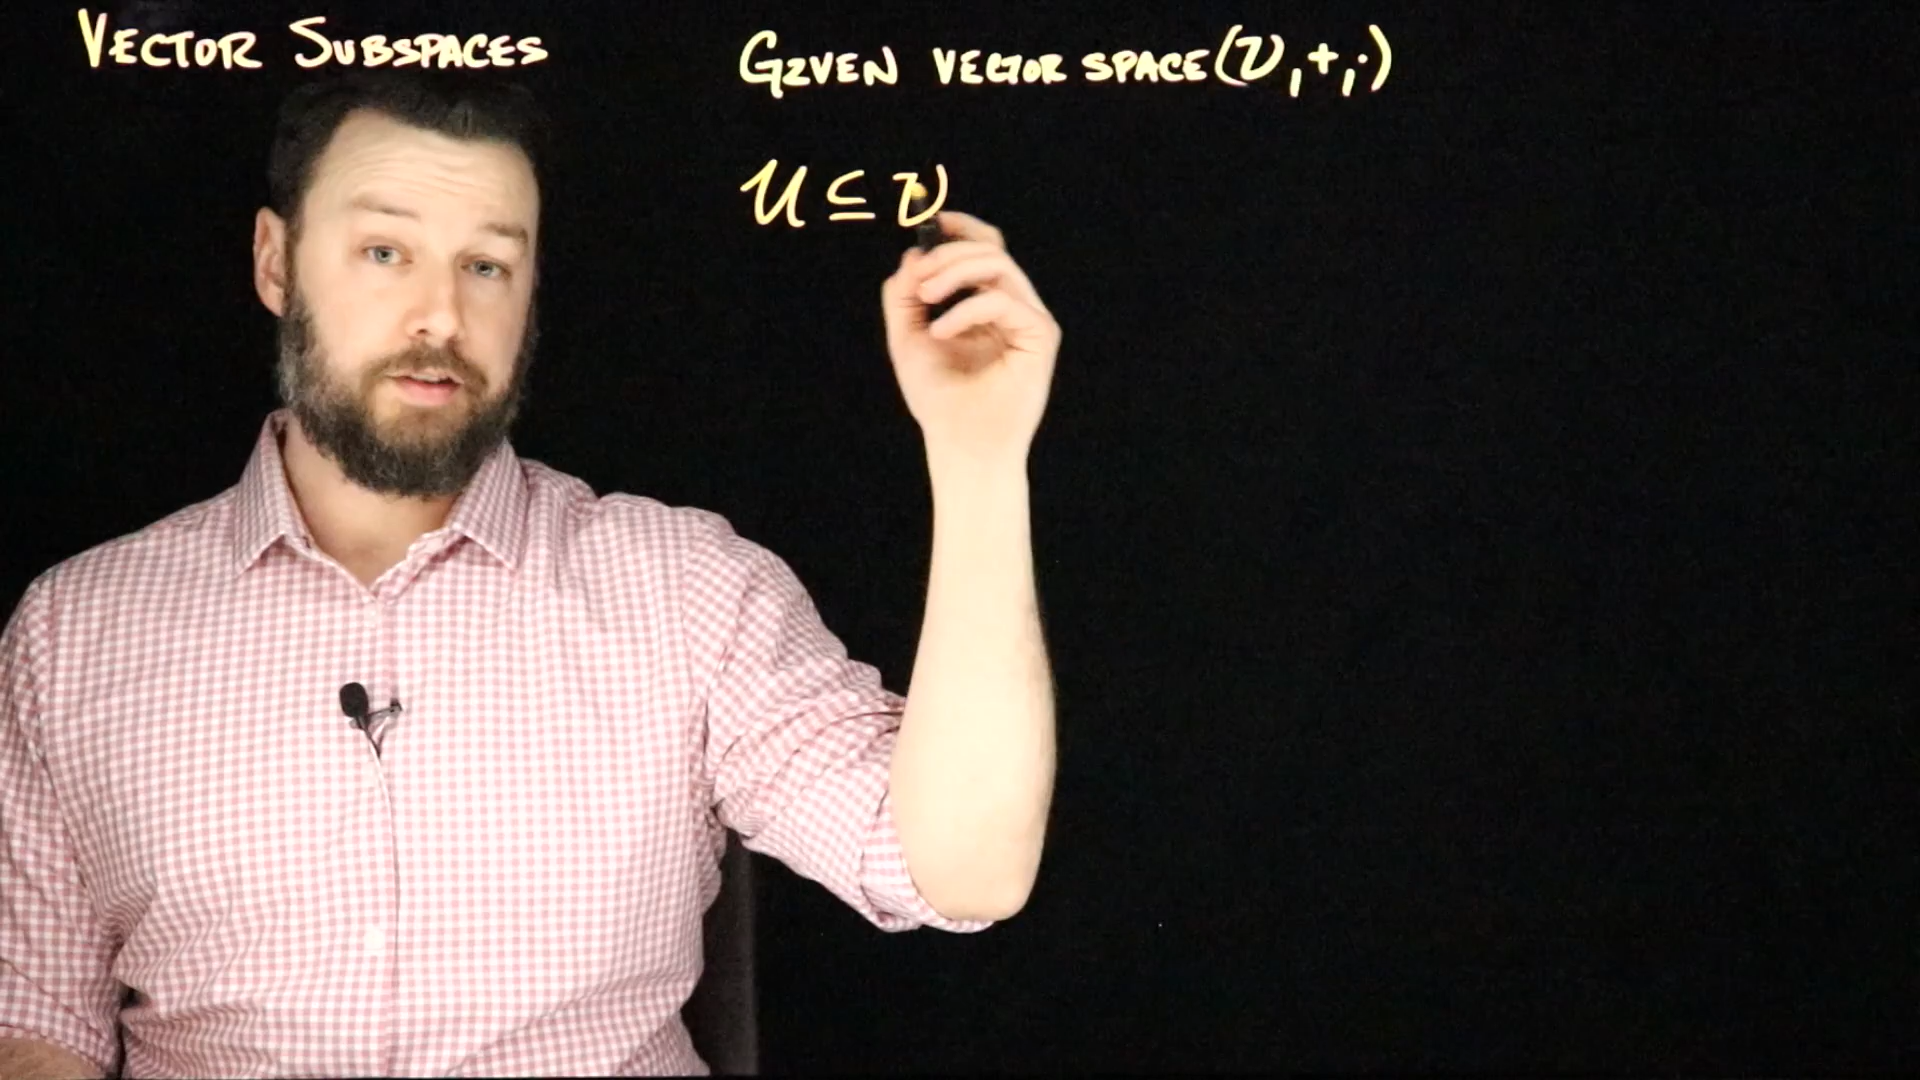 VECTOR SUBSPACES
GIVEN VECTOR SPACE (V, +, ·)
U ⊆ V